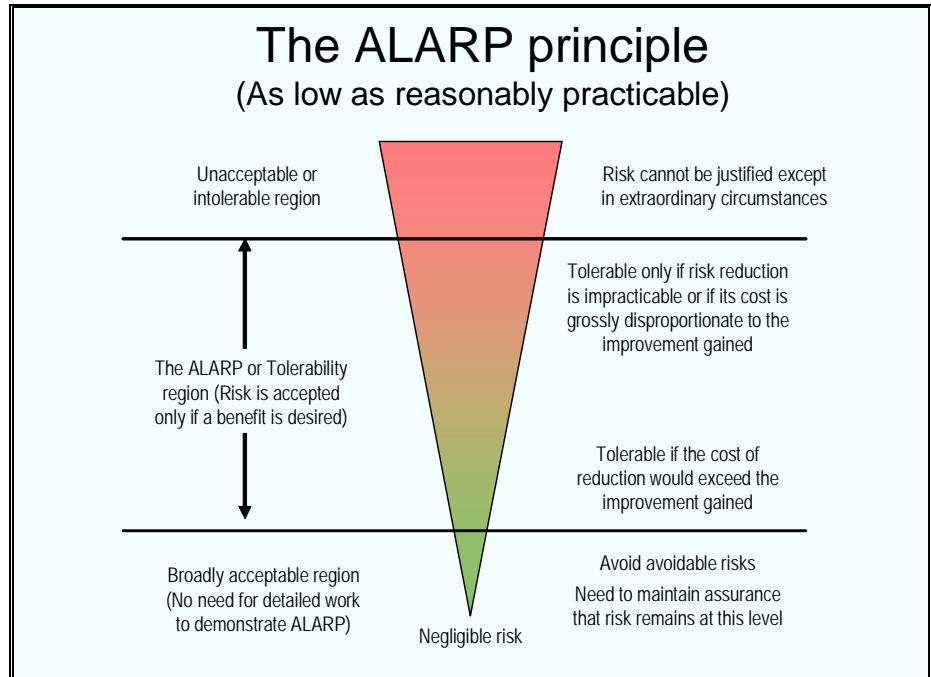 The ALARP principle
(As low as reasonably practicable)
Unacceptable or
intolerable region
Risk cannot be justified except
in extraordinary circumstances
Tolerable only if risk reduction
is impracticable or if its cost is
grossly disproportionate to the
improvement gained
The ALARP or Tolerability
region (Risk is accepted
only if a benefit is desired)
Tolerable if the cost of
reduction would exceed the
improvement gained
Broadly acceptable region
(No need for detailed work
to demonstrate ALARP)
Avoid avoidable risks
Need to maintain assurance
that risk remains at this level
Negligible risk